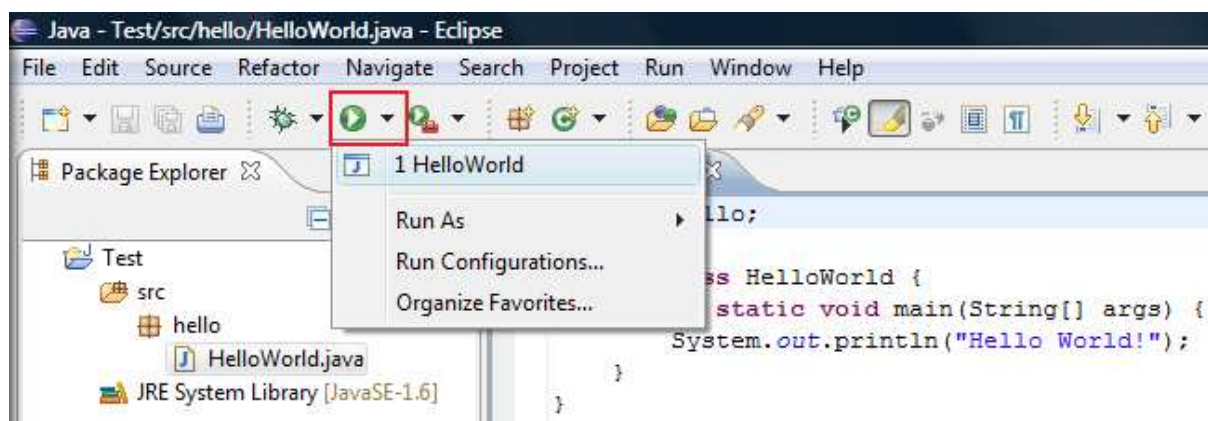 Java - Test/src/hello/HelloWorld.java - Eclipse
File Edit Source Refactor Navigate Search Project Run Window Help
Package Explorer
1 HelloWorld
Run As
Run Configurations...
Organize Favorites...
Test
src
hello
HelloWorld.java
JRE System Library [JavaSE-1.6]
llo;
ss HelloWorld {
static void main(String[] args) {
System.out.println("Hello World!");
}
}